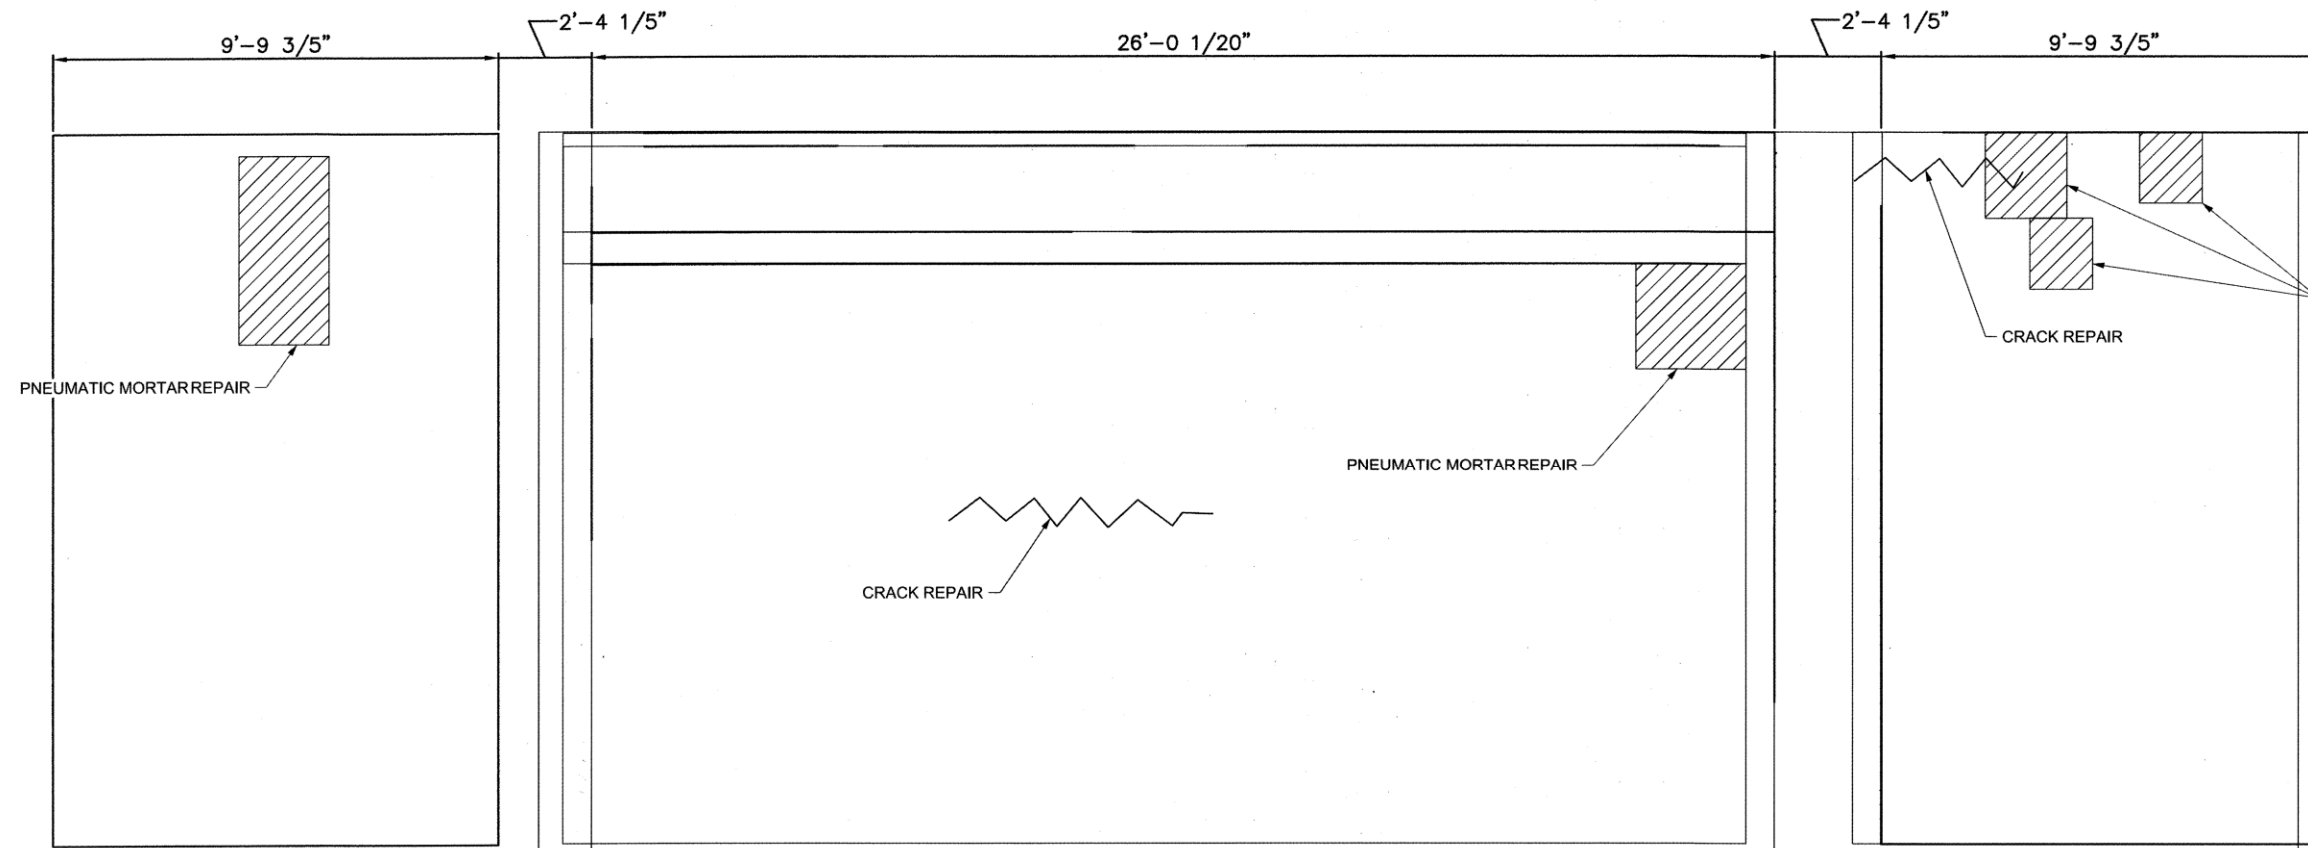 2'-4 1/5"
2'-4 1/5"
9'-9 3/5"
26'-0 1/20"
9'-9 3/5"
CRACK REPAIR
PNEUMATIC MORTAR REPAIR
PNEUMATIC MORTAR REPAIR
CRACK REPAIR